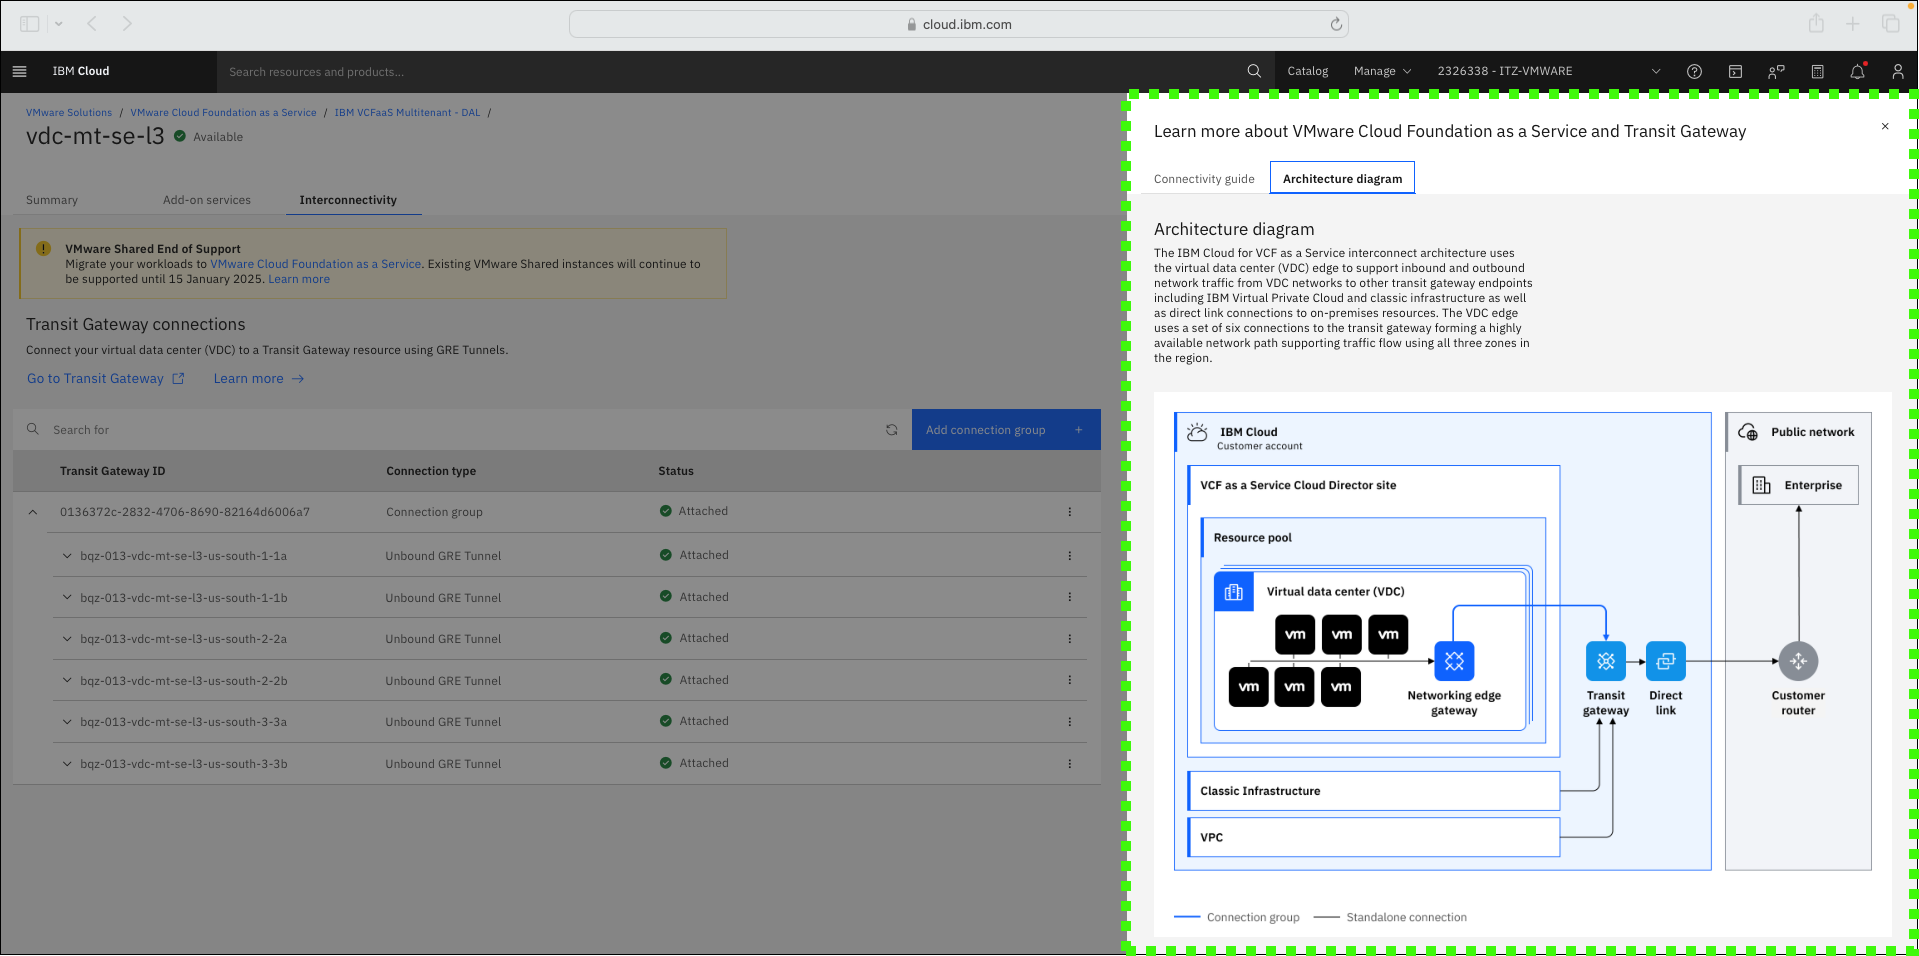 cloud.ibm.com
IBM Cloud
Search resources and products...
Catalog
Manage
2326338 - ITZ-VMWARE
VMware Solutions / VMware Cloud Foundation as a Service / IBM VCFaaS Multitenant - DAL /
vdc-mt-se-l3
Available
Summary
Add-on services
Interconnectivity
VMware Shared End of Support
Migrate your workloads to VMware Cloud Foundation as a Service. Existing VMware Shared instances will continue to
be supported until 15 January 2025. Learn more
Transit Gateway connections
Connect your virtual data center (VDC) to a Transit Gateway resource using GRE Tunnels.
Go to Transit Gateway
Learn more
Search for
Add connection group +
Transit Gateway ID Connection type Status
0136372c-2832-4706-8690-82164d6006a7 Connection group Attached
bqz-013-vdc-mt-se-l3-us-south-1-1a Unbound GRE Tunnel Attached
bqz-013-vdc-mt-se-l3-us-south-1-1b Unbound GRE Tunnel Attached
bqz-013-vdc-mt-se-l3-us-south-2-2a Unbound GRE Tunnel Attached
bqz-013-vdc-mt-se-l3-us-south-2-2b Unbound GRE Tunnel Attached
bqz-013-vdc-mt-se-l3-us-south-3-3a Unbound GRE Tunnel Attached
bqz-013-vdc-mt-se-l3-us-south-3-3b Unbound GRE Tunnel Attached
Learn more about VMware Cloud Foundation as a Service and Transit Gateway
Connectivity guide
Architecture diagram
Architecture diagram
The IBM Cloud for VCF as a Service interconnect architecture uses
the virtual data center (VDC) edge to support inbound and outbound
network traffic from VDC networks to other transit gateway endpoints
including IBM Virtual Private Cloud and classic infrastructure as well
as direct link connections to on-premises resources. The VDC edge
uses a set of six connections to the transit gateway forming a highly
available network path supporting traffic flow using all three zones in
the region.
IBM Cloud
Customer account
VCF as a Service Cloud Director site
Resource pool
Virtual data center (VDC)
vm vm vm
vm vm vm
Networking edge
gateway
Transit
gateway
Direct
link
Classic Infrastructure
VPC
Public network
Enterprise
Customer
router
Connection group
Standalone connection